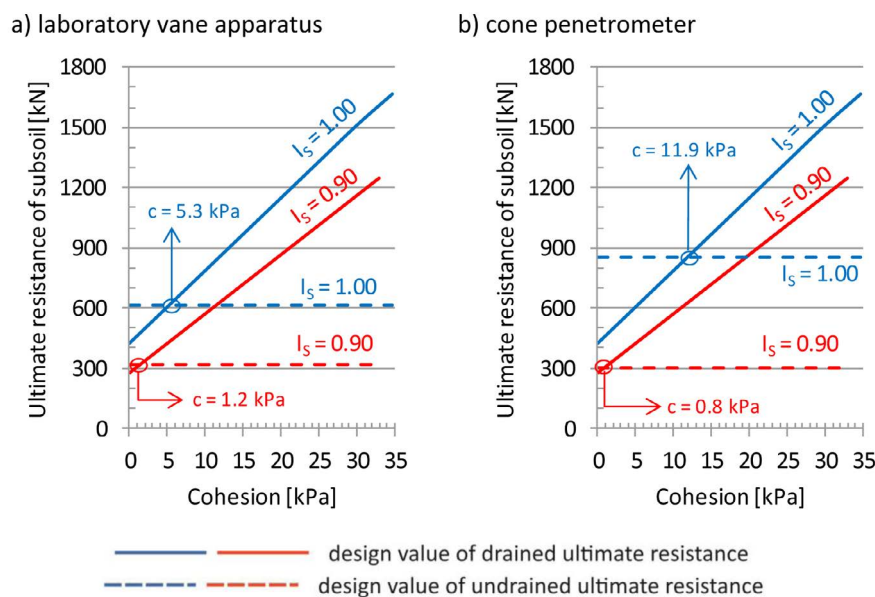 a) laboratory vane apparatus
b) cone penetrometer
Ultimate resistance of subsoil [kN]
1800
1500
1200
900
600
300
0
0 5 10 15 20 25 30 35
Cohesion [kPa]
I_S = 1.00
I_S = 0.90
c = 5.3 kPa
I_S = 1.00
I_S = 0.90
c = 1.2 kPa
Ultimate resistance of subsoil [kN]
1800
1500
1200
900
600
300
0
0 5 10 15 20 25 30 35
Cohesion [kPa]
I_S = 1.00
c = 11.9 kPa
I_S = 0.90
I_S = 1.00
I_S = 0.90
c = 0.8 kPa
design value of drained ultimate resistance
design value of undrained ultimate resistance